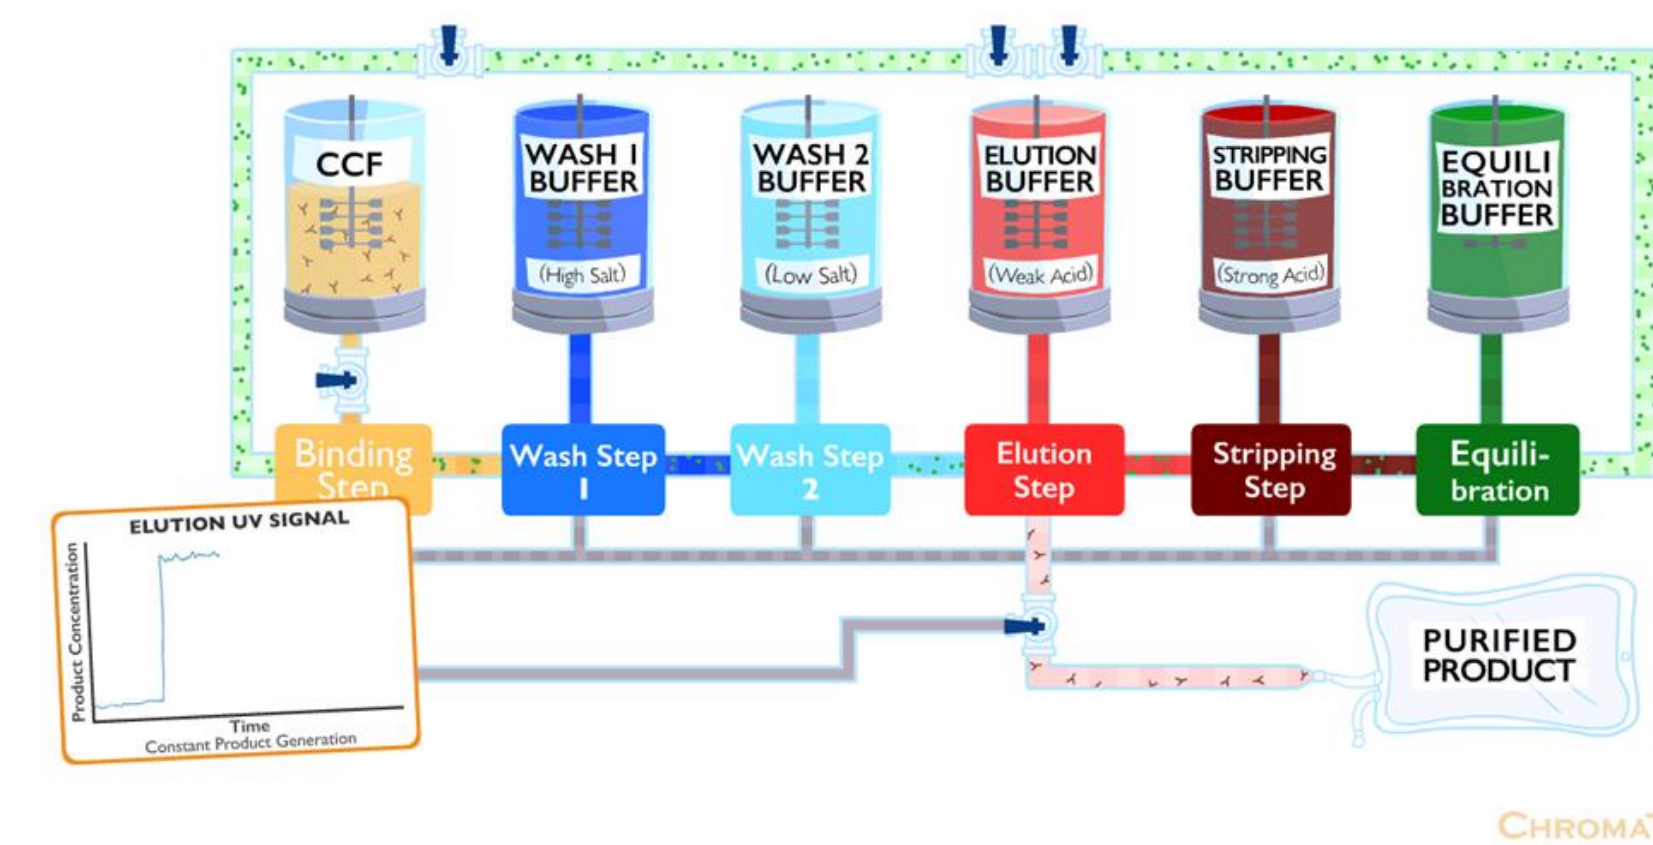 CCF
WASH 1
BUFFER
(High Salt)
WASH 2
BUFFER
(Low Salt)
ELUTION
BUFFER
(Weak Acid)
STRIPPING
BUFFER
(Strong Acid)
EQUILI
BRATION
BUFFER
Binding
Step
Wash Step
1
Wash Step
2
Elution
Step
Stripping
Step
Equili-
bration
ELUTION UV SIGNAL
Product Concentration
Time
Constant Product Generation
PURIFIED
PRODUCT
CHROMA